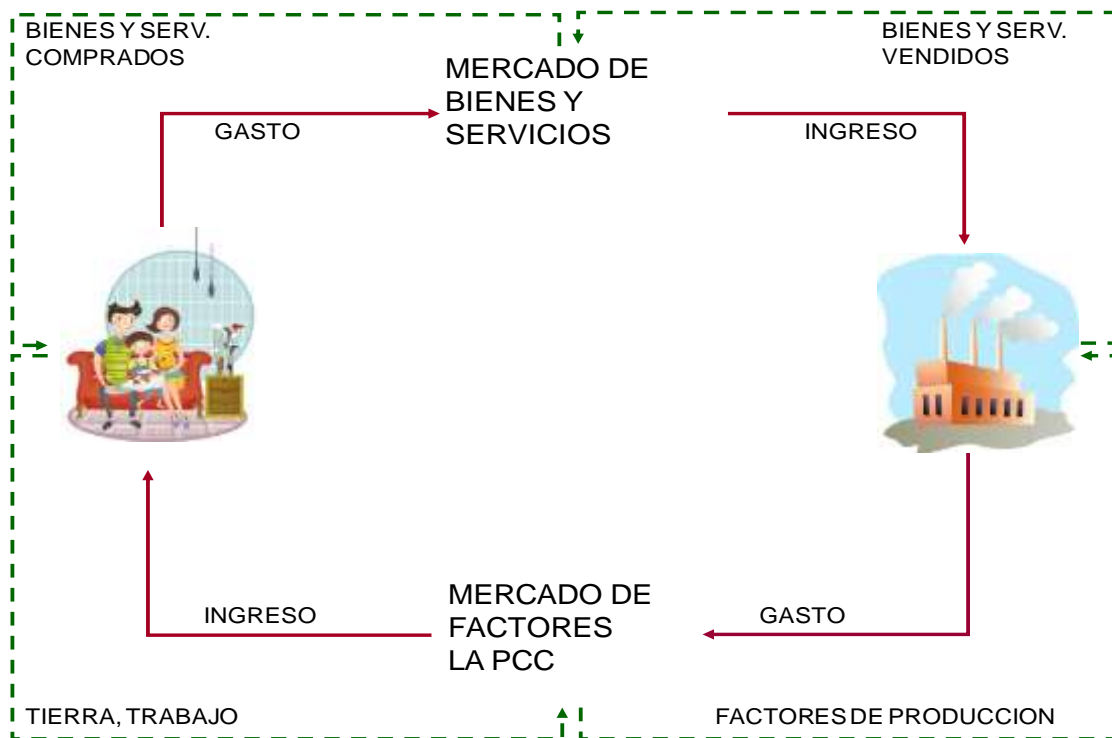 BIENES Y SERV.
COMPRADOS
BIENES Y SERV.
VENDIDOS
MERCADO DE
BIENES Y
SERVICIOS
GASTO
INGRESO
INGRESO
MERCADO DE
FACTORES
LA PCC
GASTO
TIERRA, TRABAJO
FACTORES DE PRODUCCION